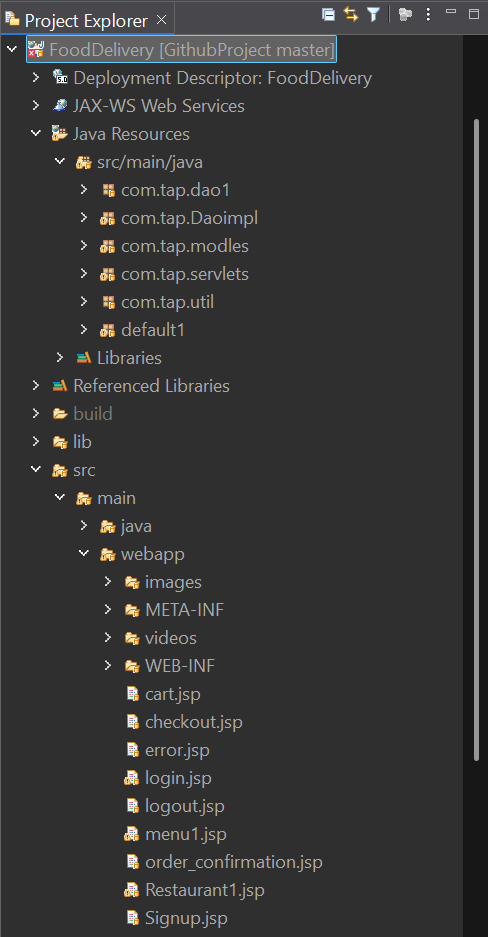 Project Explorer
FoodDelivery [GithubProject master]
Deployment Descriptor: FoodDelivery
JAX-WS Web Services
Java Resources
src/main/java
com.tap.dao1
com.tap.Daoimpl
com.tap.modles
com.tap.servlets
com.tap.util
default1
Libraries
Referenced Libraries
build
lib
src
main
java
webapp
images
META-INF
videos
WEB-INF
cart.jsp
checkout.jsp
error.jsp
login.jsp
logout.jsp
menu1.jsp
order_confirmation.jsp
Restaurant1.jsp
Signup.jsp